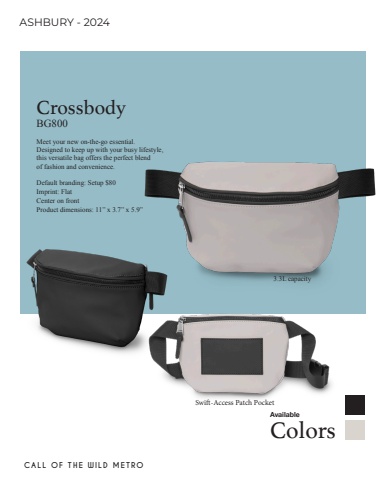 ASHBURY - 2024
Crossbody
BG800
Meet your new on-the-go essential.
Designed to keep up with your busy lifestyle,
this versatile bag offers the perfect blend
of fashion and convenience.
Default branding: Setup $80
Imprint: Flat
Center on front
Product dimensions: 11" x 3.7" x 5.9"
3.3L capacity
Swift-Access Patch Pocket
Available
Colors
CALL OF THE WILD METRO